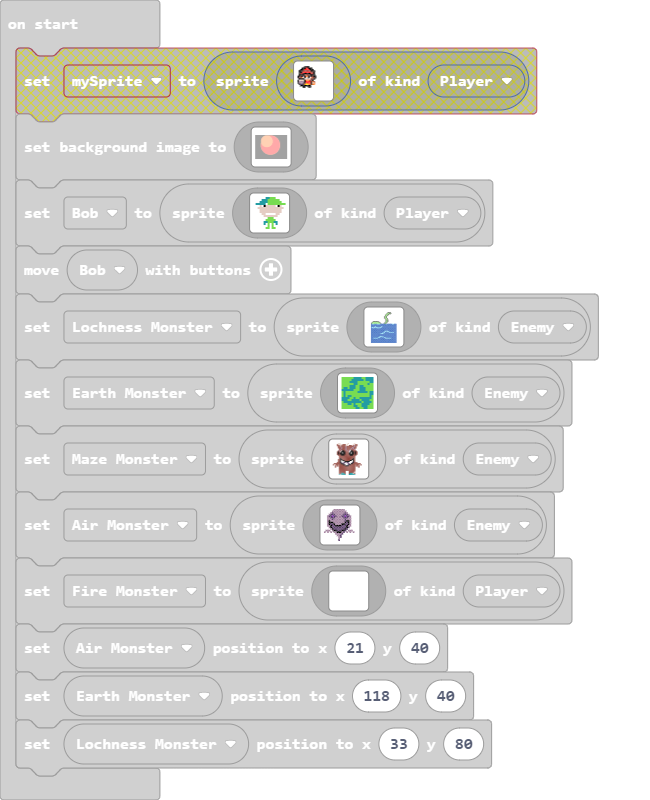 on start
set mySprite to sprite of kind Player
set background image to
set Bob to sprite of kind Player
move Bob with buttons
set Lochness Monster to sprite of kind Enemy
set Earth Monster to sprite of kind Enemy
set Maze Monster to sprite of kind Enemy
set Air Monster to sprite of kind Enemy
set Fire Monster to sprite of kind Player
set Air Monster position to x 21 y 40
set Earth Monster position to x 118 y 40
set Lochness Monster position to x 33 y 80